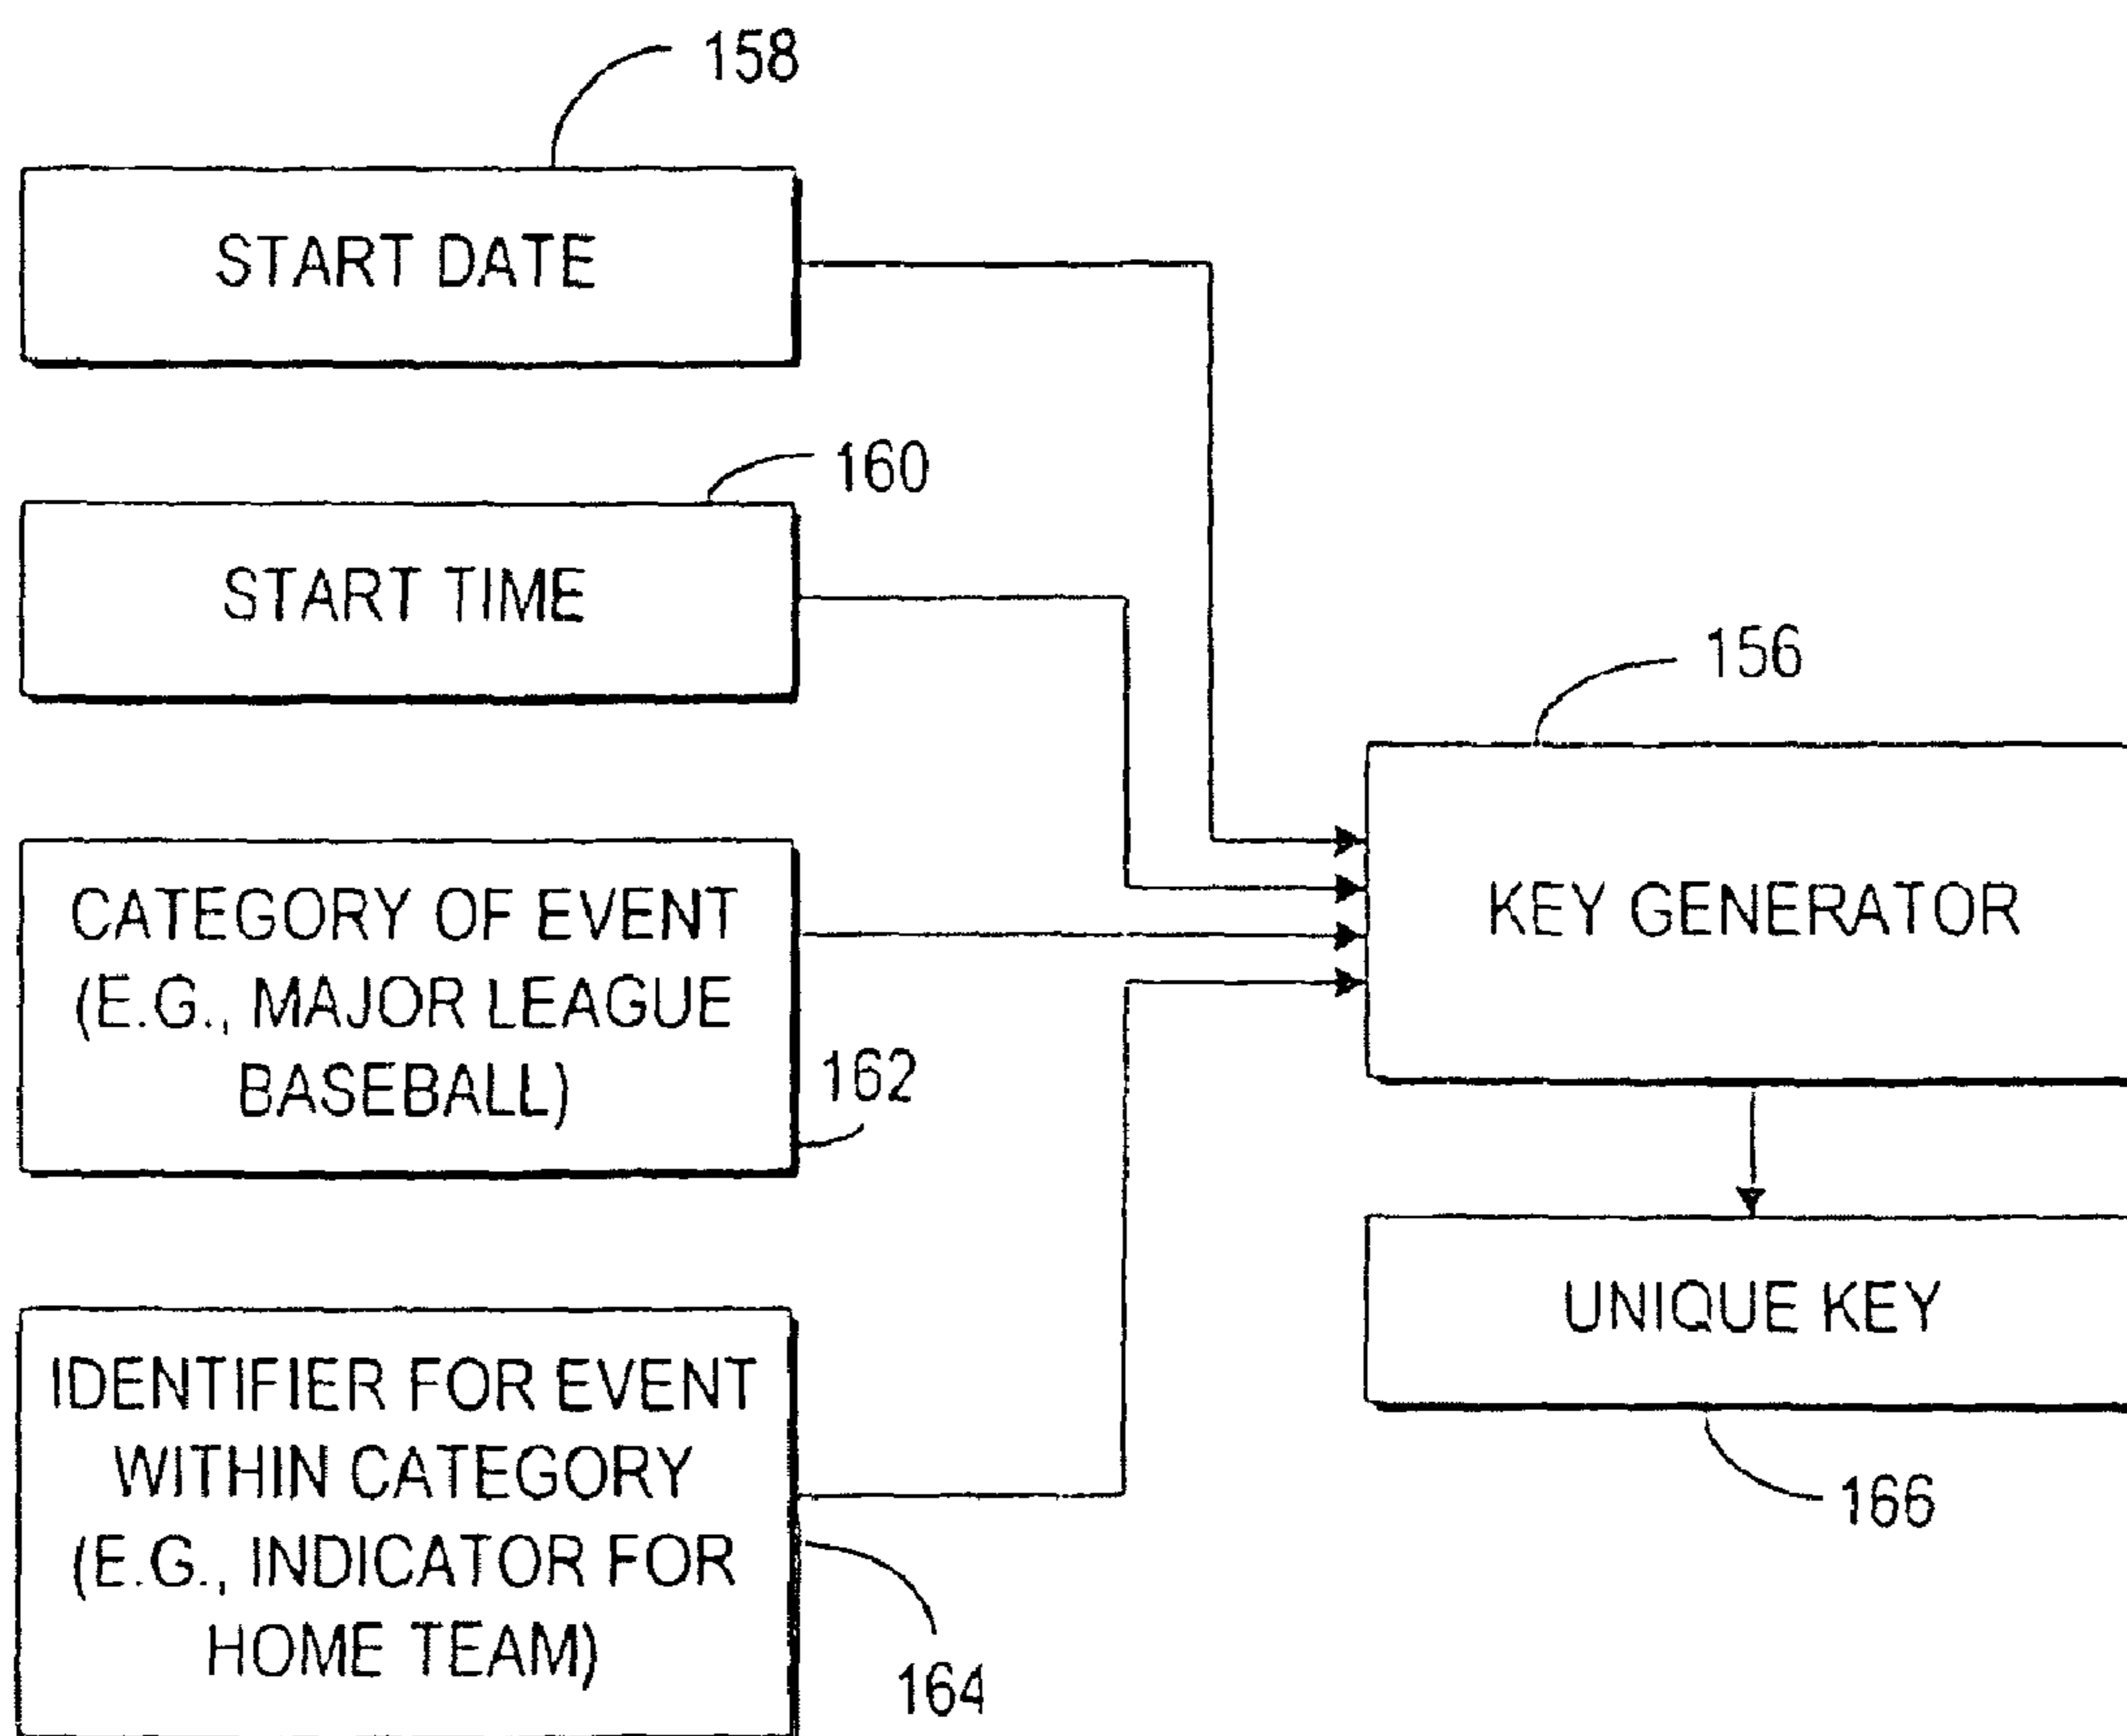 158
START DATE
160
START TIME
156
KEY GENERATOR
CATEGORY OF EVENT
(E.G., MAJOR LEAGUE
BASEBALL)
162
UNIQUE KEY
166
IDENTIFIER FOR EVENT
WITHIN CATEGORY
(E.G., INDICATOR FOR
HOME TEAM)
164